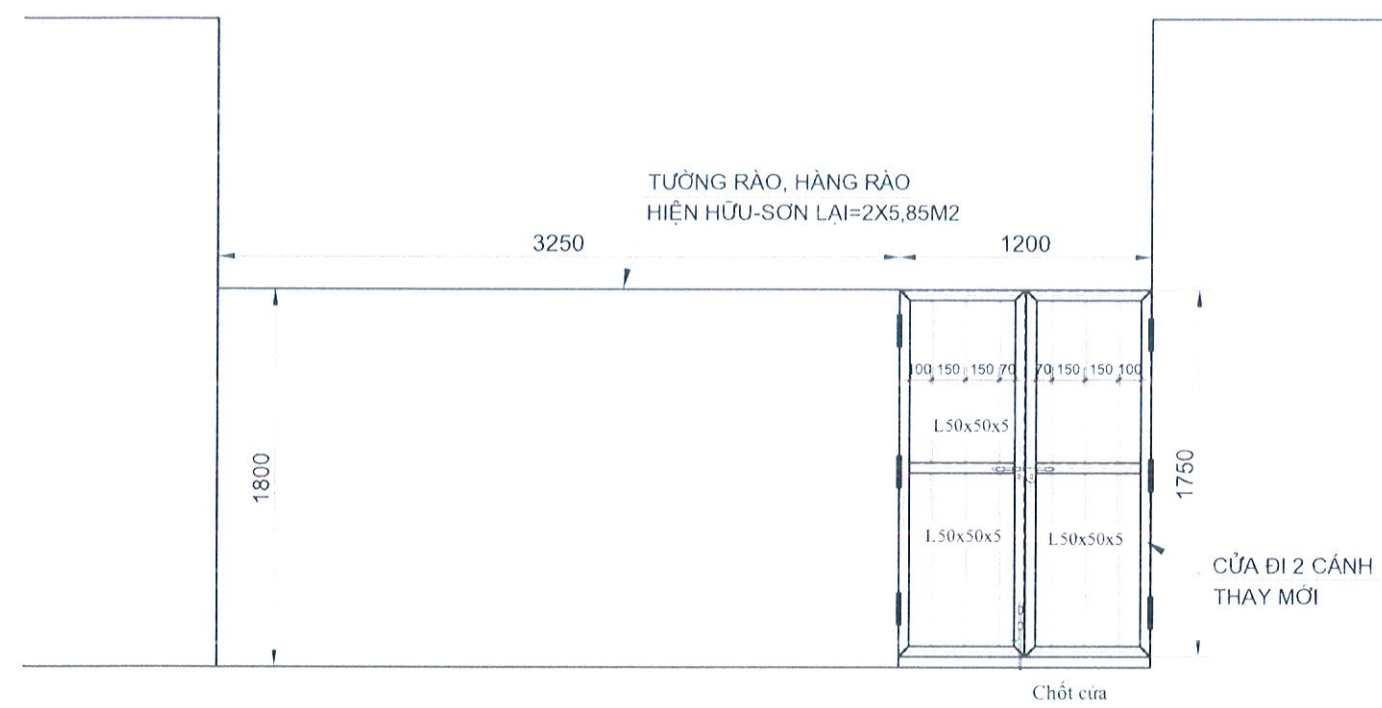 TƯỜNG RÀO, HÀNG RÀO
HIỆN HỮU-SƠN LẠI=2X5,85M2
3250
1200
100 150 150 70 70 150 150 100
L50x50x5
1800
1750
L50x50x5
L50x50x5
CỬA ĐI 2 CÁNH
THAY MỚI
Chốt cửa